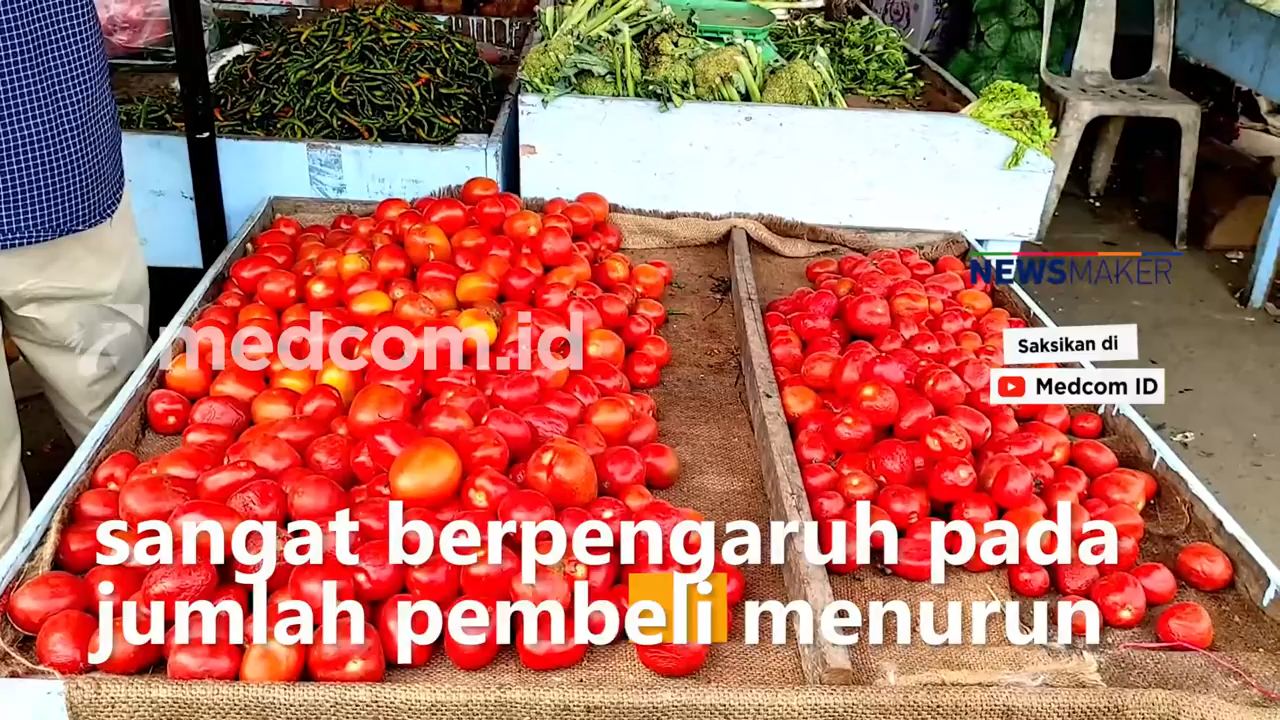 NEWSMAKER
medcom.id
Saksikan di
Medcom ID
sangat berpengaruh pada
jumlah pembeli menurun